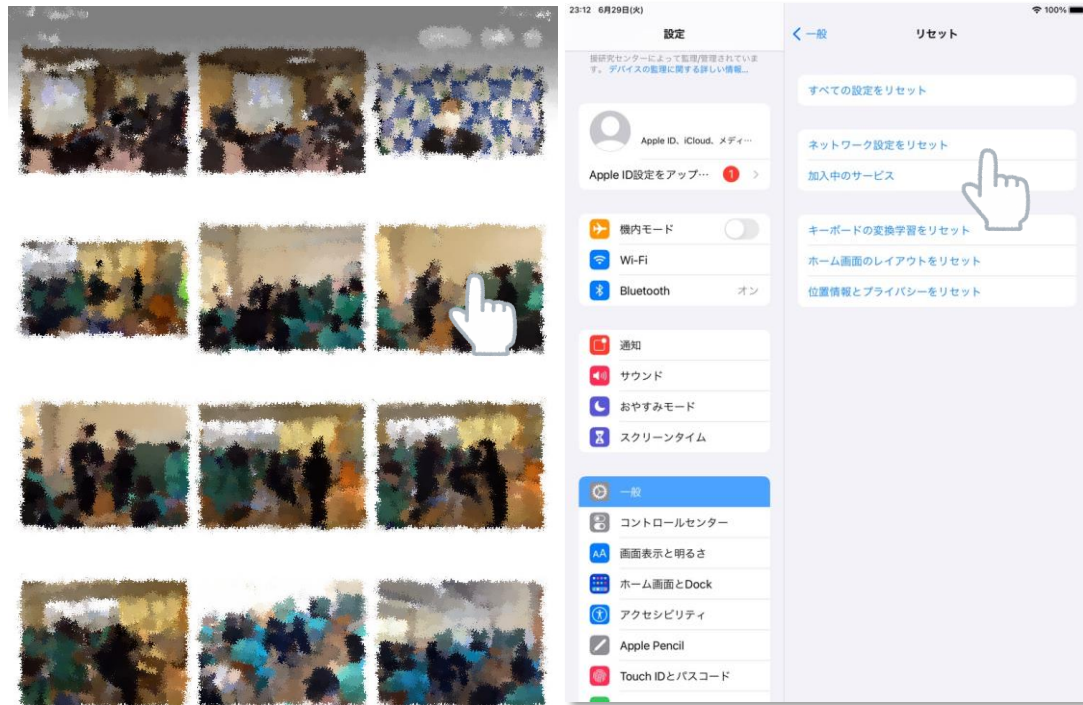 23:12 6月29日(火)
100%
設定
援研究センターによって監理/管理されていま
す。デバイスの監理に関する詳しい情報...
Apple ID、iCloud、メディ…
Apple ID設定をアップ… 1
機内モード
Wi-Fi
Bluetooth オン
通知
サウンド
おやすみモード
スクリーンタイム
一般
コントロールセンター
AA 画面表示と明るさ
ホーム画面とDock
アクセシビリティ
Apple Pencil
Touch IDとパスコード
一般 リセット
すべての設定をリセット
ネットワーク設定をリセット
加入中のサービス
キーボードの変換学習をリセット
ホーム画面のレイアウトをリセット
位置情報とプライバシーをリセット